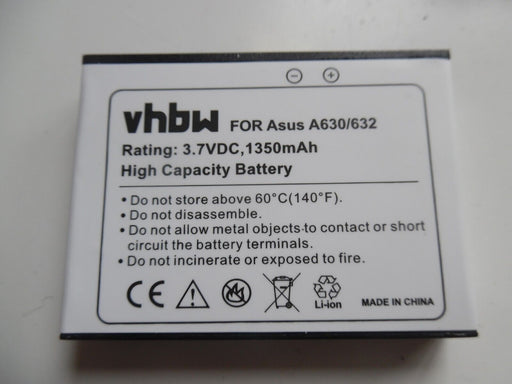 vhbw FOR Asus A630/632
Rating: 3.7VDC,1350mAh
High Capacity Battery
• Do not store above 60°C(140°F).
• Do not disassemble.
• Do not allow metal objects-to contact or short
circuit the battery terminals.
• Do not incinerate or exposed to fire.
CE
Li-ion
MADE IN CHINA